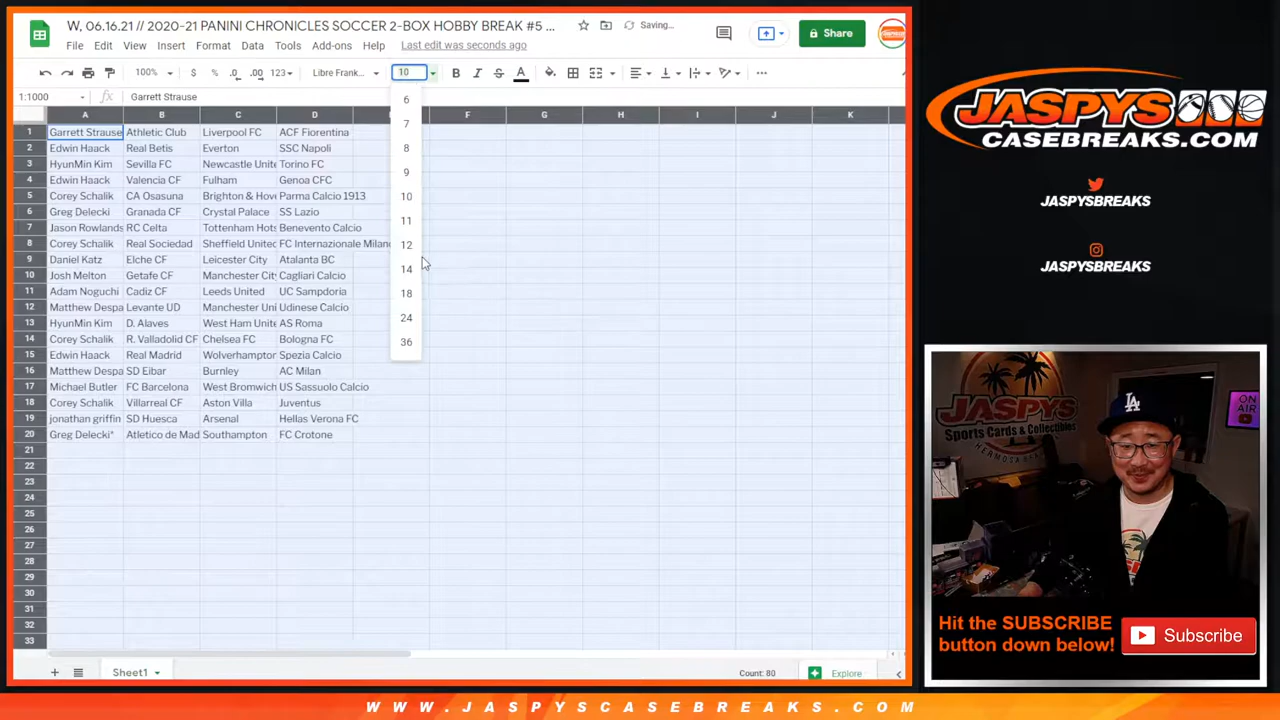 W, 06.16.21 // 2020-21 PANINI CHRONICLES SOCCER 2-BOX HOBBY BREAK #5 ...
Saving...
Share
File Edit View Insert Format Data Tools Add-ons Help Last edit was seconds ago
100% $ % .0 .00 123 Libre Frank... 10 B I S A
1:1000 fx Garrett Strause
A B C D F G H I J K
1 Garrett Strause Athletic Club Liverpool FC ACF Fiorentina
2 Edwin Haack Real Betis Everton SSC Napoli
3 HyunMin Kim Sevilla FC Newcastle Unite Torino FC
4 Edwin Haack Valencia CF Fulham Genoa CFC
5 Corey Schalik CA Osasuna Brighton & Hove Parma Calcio 1913
6 Greg Delecki Granada CF Crystal Palace SS Lazio
7 Jason Rowlands RC Celta Tottenham Hots Benevento Calcio
8 Corey Schalik Real Sociedad Sheffield United FC Internazionale Milano
9 Daniel Katz Elche CF Leicester City Atalanta BC
10 Josh Melton Getafe CF Manchester City Cagliari Calcio
11 Adam Noguchi Cadiz CF Leeds United UC Sampdoria
12 Matthew Despa Levante UD Manchester Uni Udinese Calcio
13 HyunMin Kim D. Alaves West Ham Unite AS Roma
14 Corey Schalik R. Valladolid CF Chelsea FC Bologna FC
15 Edwin Haack Real Madrid Wolverhampton Spezia Calcio
16 Matthew Despa SD Eibar Burnley AC Milan
17 Michael Butler FC Barcelona West Bromwich US Sassuolo Calcio
18 Corey Schalik Villarreal CF Aston Villa Juventus
19 jonathan griffin SD Huesca Arsenal Hellas Verona FC
20 Greg Delecki* Atletico de Mad Southampton FC Crotone
21
22
23
24
25
26
27
28
29
30
31
32
33
6
7
8
9
10
11
12
14
18
24
36
Sheet1
Count: 80
Explore
JASPYS
CASEBREAKS.COM
JASPYSBREAKS
JASPYSBREAKS
JASPYS
Sports Cards & Collectibles
HERMOSA BEACH
LA
ON
AIR
Hit the SUBSCRIBE
button down below!
Subscribe
WWW.JASPYSCASEBREAKS.COM